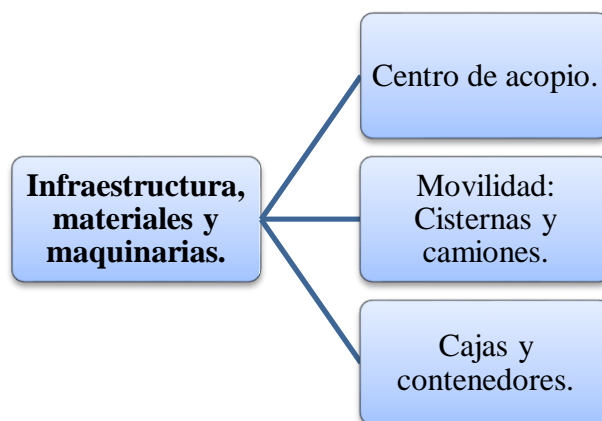 Centro de acopio.
Infraestructura,
materiales y
maquinarias.
Movilidad:
Cisternas y
camiones.
Cajas y
contenedores.